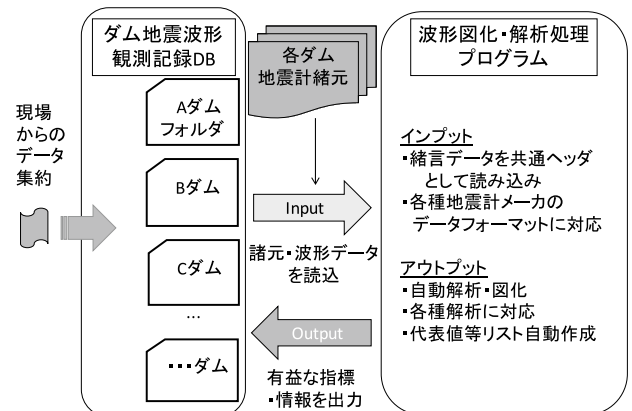 現場
からの
データ
集約
ダム地震波形
観測記録DB
Aダム
フォルダ
Bダム
Cダム
...
・・・ダム
各ダム
地震計緒元
Input
諸元・波形データ
を読込
Output
有益な指標
・情報を出力
波形図化・解析処理
プログラム
インプット
・緒言データを共通ヘッダ
として読み込み
・各種地震計メーカの
データフォーマットに対応
アウトプット
・自動解析・図化
・各種解析に対応
・代表値等リスト自動作成